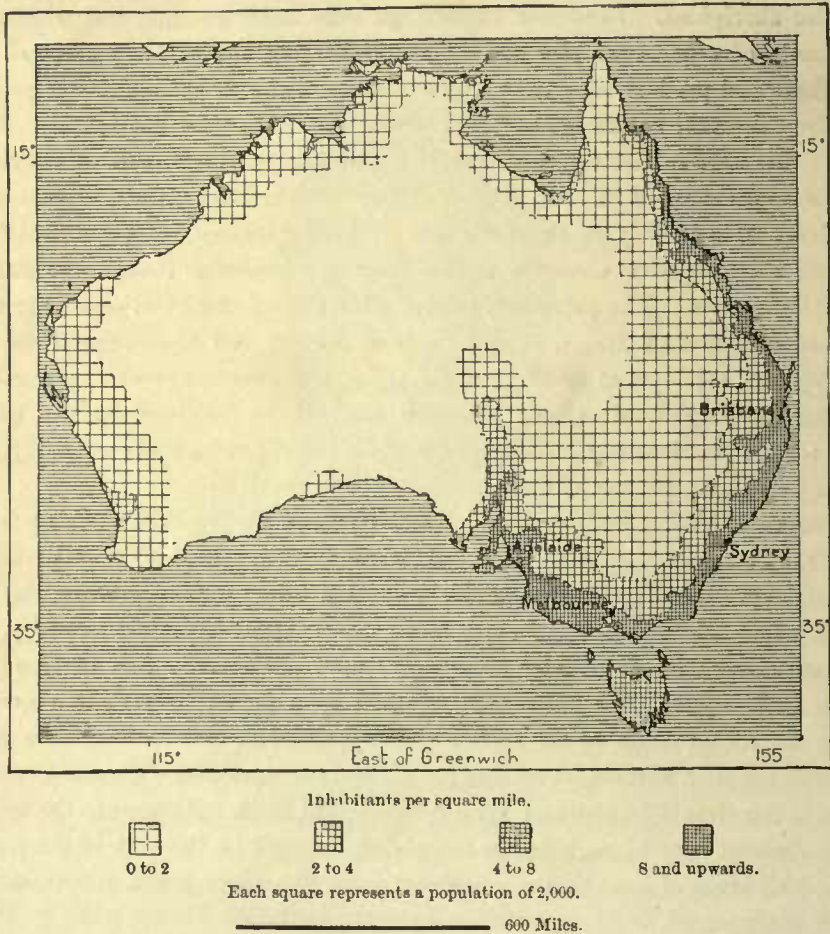 15°
15°
Brisbane
Adelaide
Sydney
Melbourne
35°
35°
115°
East of Greenwich
155
Inhabitants per square mile.
0 to 2
2 to 4
4 to 8
8 and upwards.
Each square represents a population of 2,000.
600 Miles.